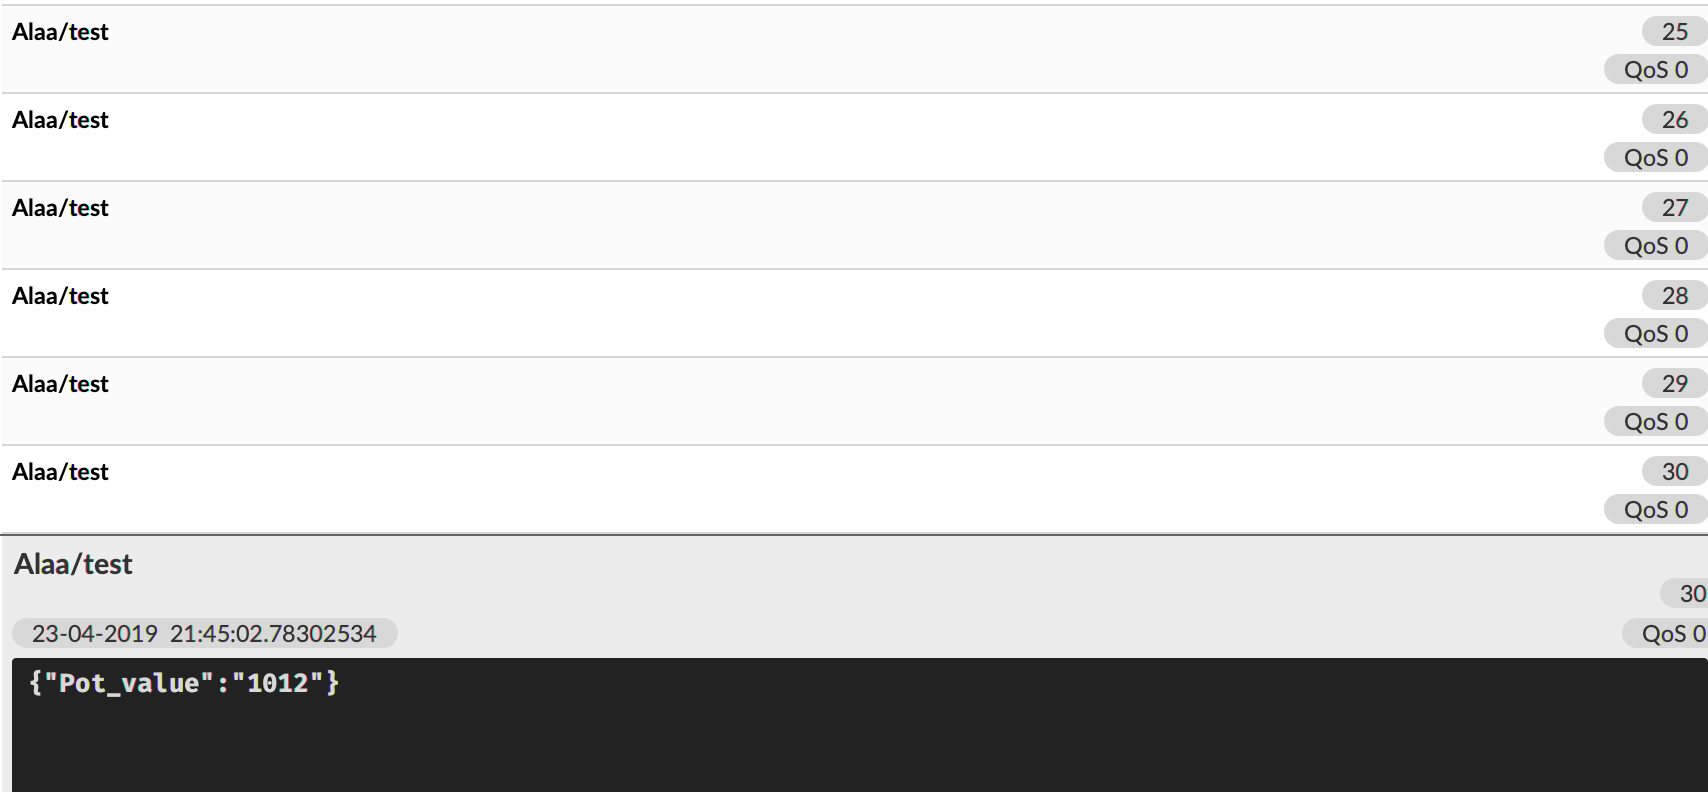 Alaa/test
25
QoS 0
Alaa/test
26
QoS 0
Alaa/test
27
QoS 0
Alaa/test
28
QoS 0
Alaa/test
29
QoS 0
Alaa/test
30
QoS 0
Alaa/test
30
23-04-2019 21:45:02.78302534
QoS 0
{"Pot_value":"1012"}